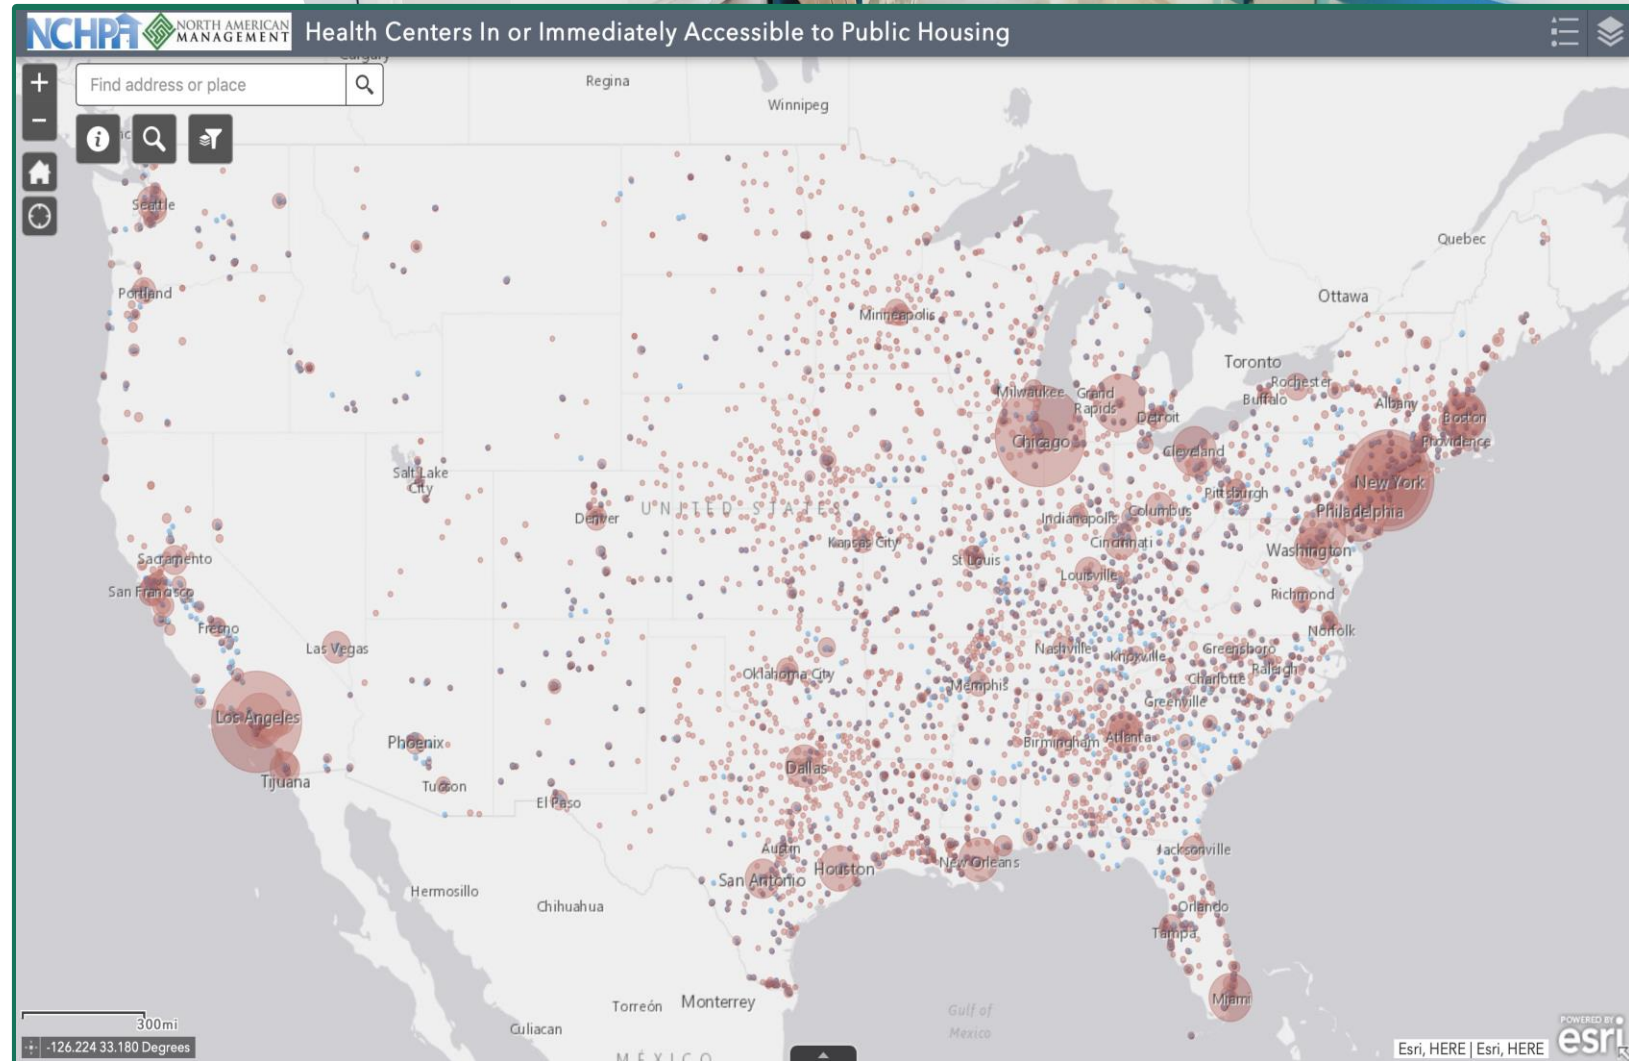 NCHPH NORTH AMERICAN
MANAGEMENT
Health Centers In or Immediately Accessible to Public Housing
Calgary
+
Find address or place
Regina
Winnipeg
−
Seattle
Quebec
Portland
Ottawa
Minneapolis
Toronto
Rochester
Buffalo
Milwaukee
Grand
Rapids
Albany
Detroit
Boston
Providence
Chicago
Cleveland
Salt Lake
City
New York
Pittsburgh
Philadelphia
UNITED STATES
Denver
Indianapolis
Columbus
Kansas City
Cincinnati
Washington
Sacramento
St Louis
Louisville
San Francisco
Richmond
Fresno
Norfolk
Las Vegas
Nashville
Knoxville
Greensboro
Raleigh
Oklahoma City
Memphis
Charlotte
Greenville
Los Angeles
Phoenix
Birmingham
Atlanta
Tijuana
Dallas
Tucson
El Paso
Austin
Jacksonville
San Antonio
Houston
New Orleans
Hermosillo
Chihuahua
Orlando
Tampa
Miami
Torreón
Monterrey
Gulf of
Mexico
300mi
Culiacan
-126.224 33.180 Degrees
MÉXICO
POWERED BY
esri
Esri, HERE | Esri, HERE